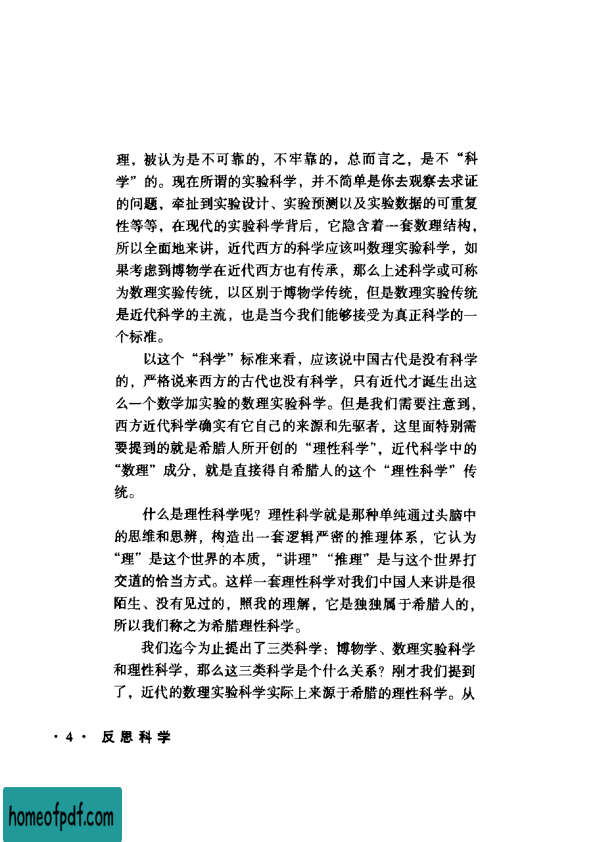 理，被认为是不可靠的，不牢靠的，总而言之，是不“科
学”的。现在所谓的实验科学，并不简单是你去观察去求证
的问题，牵扯到实验设计、实验预测以及实验数据的可重复
性等等，在现代的实验科学背后，它隐含着一套数理结构，
所以全面地来讲，近代西方的科学应该叫数理实验科学，如
果考虑到博物学在近代西方也有传承，那么上述科学或可称
为数理实验传统，以区别于博物学传统，但是数理实验传统
是近代科学的主流，也是当今我们能够接受为真正科学的一
个标准。
以这个“科学”标准来看，应该说中国古代是没有科学
的，严格说来西方的古代也没有科学，只有近代才诞生出这
么一个数学加实验的数理实验科学。但是我们需要注意到，
西方近代科学确实有它自己的来源和先驱者，这里面特别需
要提到的就是希腊人所开创的“理性科学”，近代科学中的
“数理”成分，就是直接得自希腊人的这个“理性科学”传
统。
什么是理性科学呢？理性科学就是那种单纯通过头脑中
的思维和思辨，构造出一套逻辑严密的推理体系，它认为
“理”是这个世界的本质，“讲理”“推理”是与这个世界打
交道的恰当方式。这样一套理性科学对我们中国人来讲是很
陌生、没有见过的，照我的理解，它是独独属于希腊人的，
所以我们称之为希腊理性科学。
我们迄今为止提出了三类科学：博物学、数理实验科学
和理性科学，那么这三类科学是个什么关系？刚才我们提到
了，近代的数理实验科学实际上来源于希腊的理性科学。从
· 4 · 反思科学
homeofpdf.com